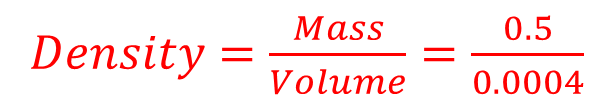 Density = Mass / Volume = 0.5 / 0.0004